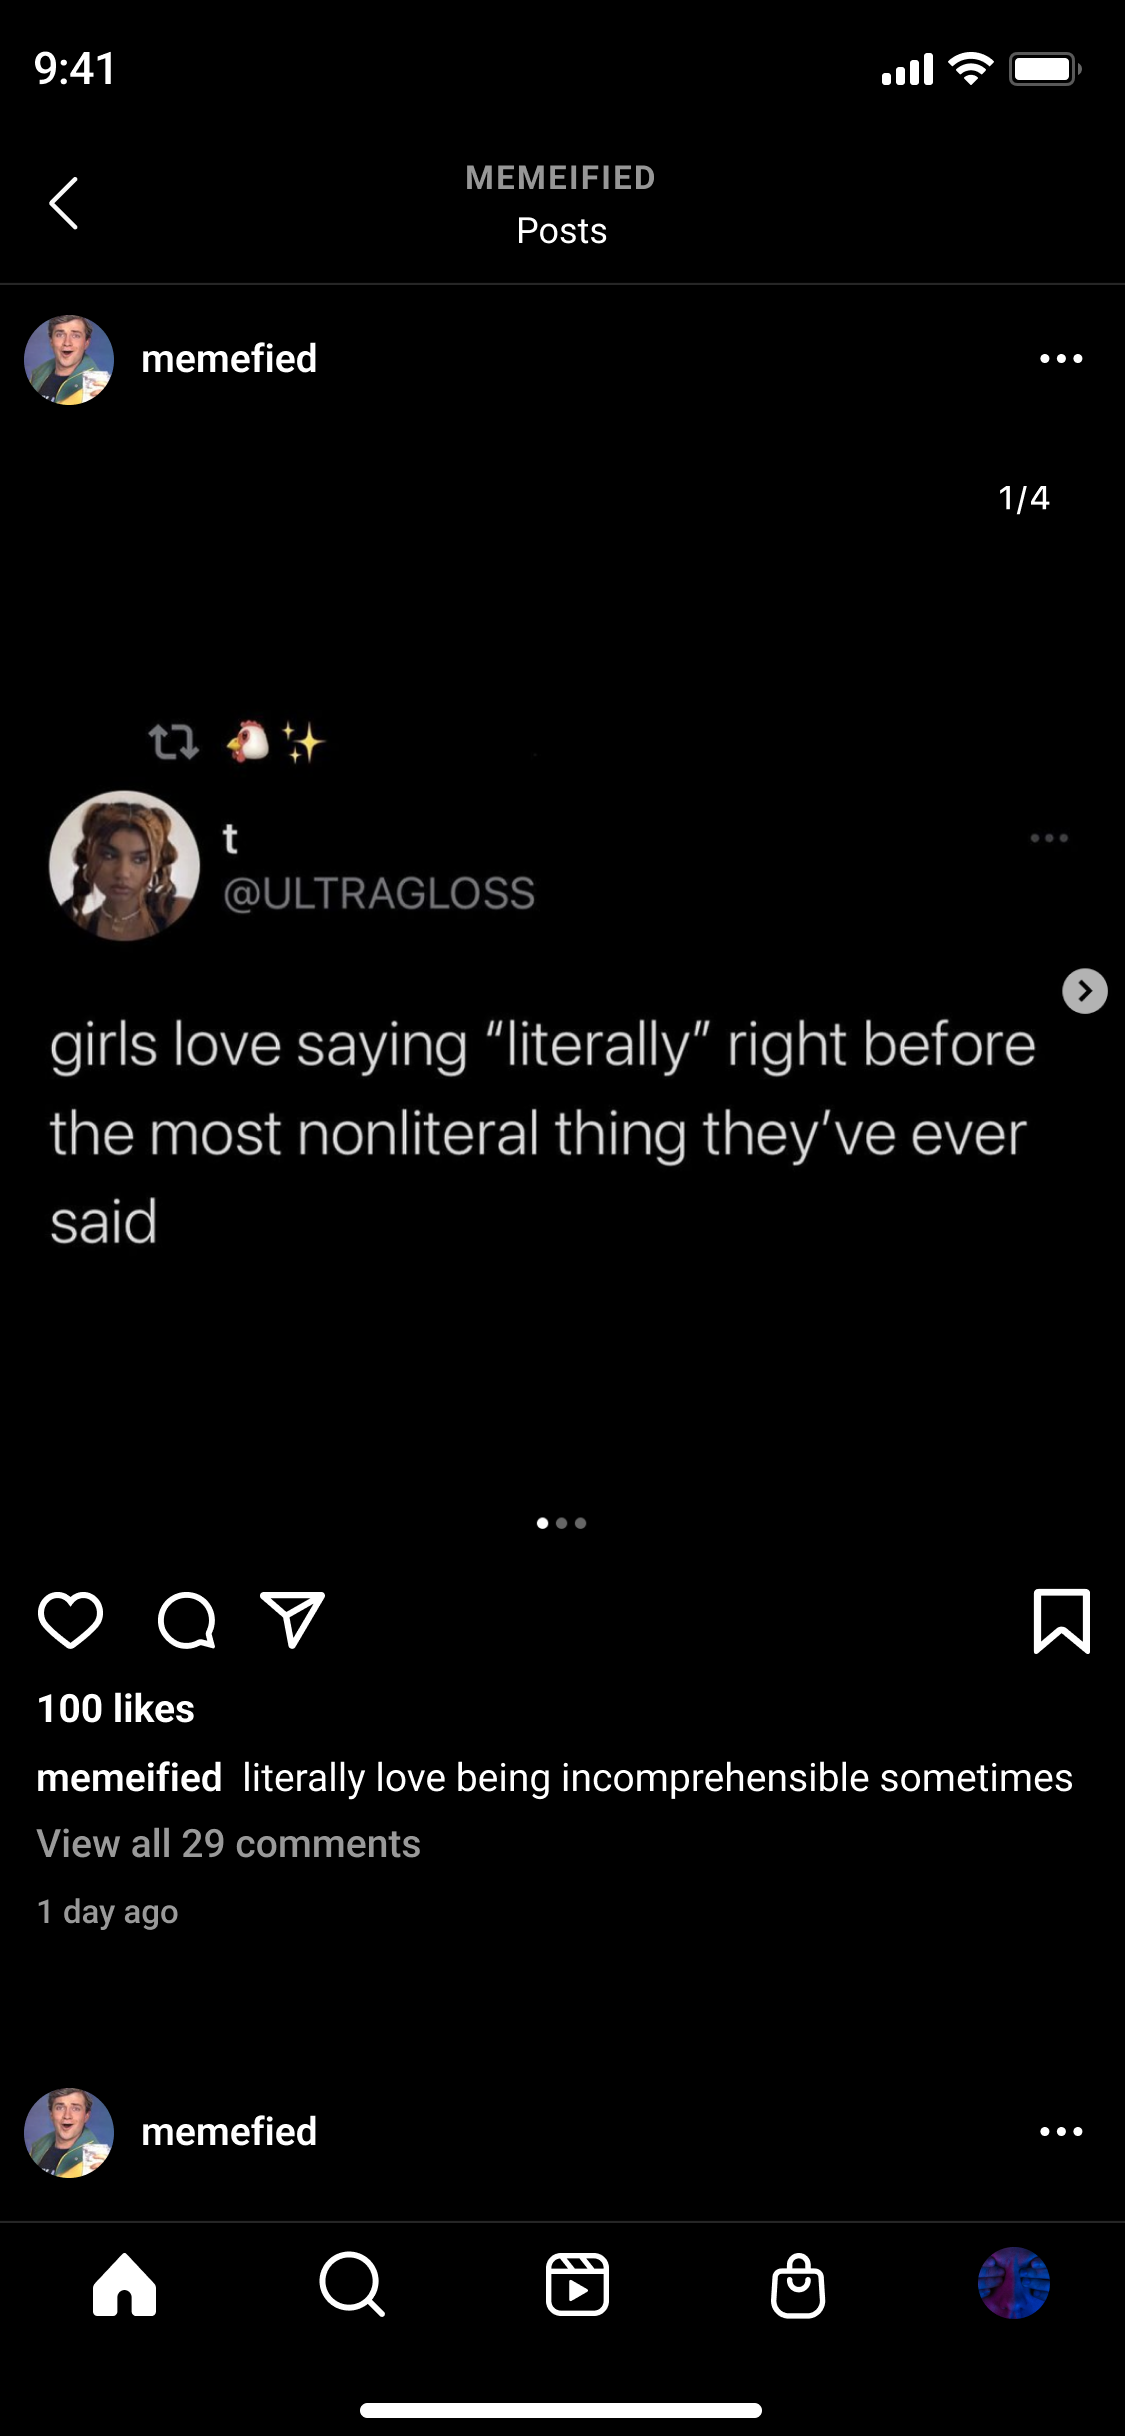 9:41
MEMEIFIED
Posts
memefied
1/4
t
@ULTRAGLOSS
girls love saying “literally” right before
the most nonliteral thing they’ve ever
said
100 likes
memeified literally love being incomprehensible sometimes
View all 29 comments
1 day ago
memefied